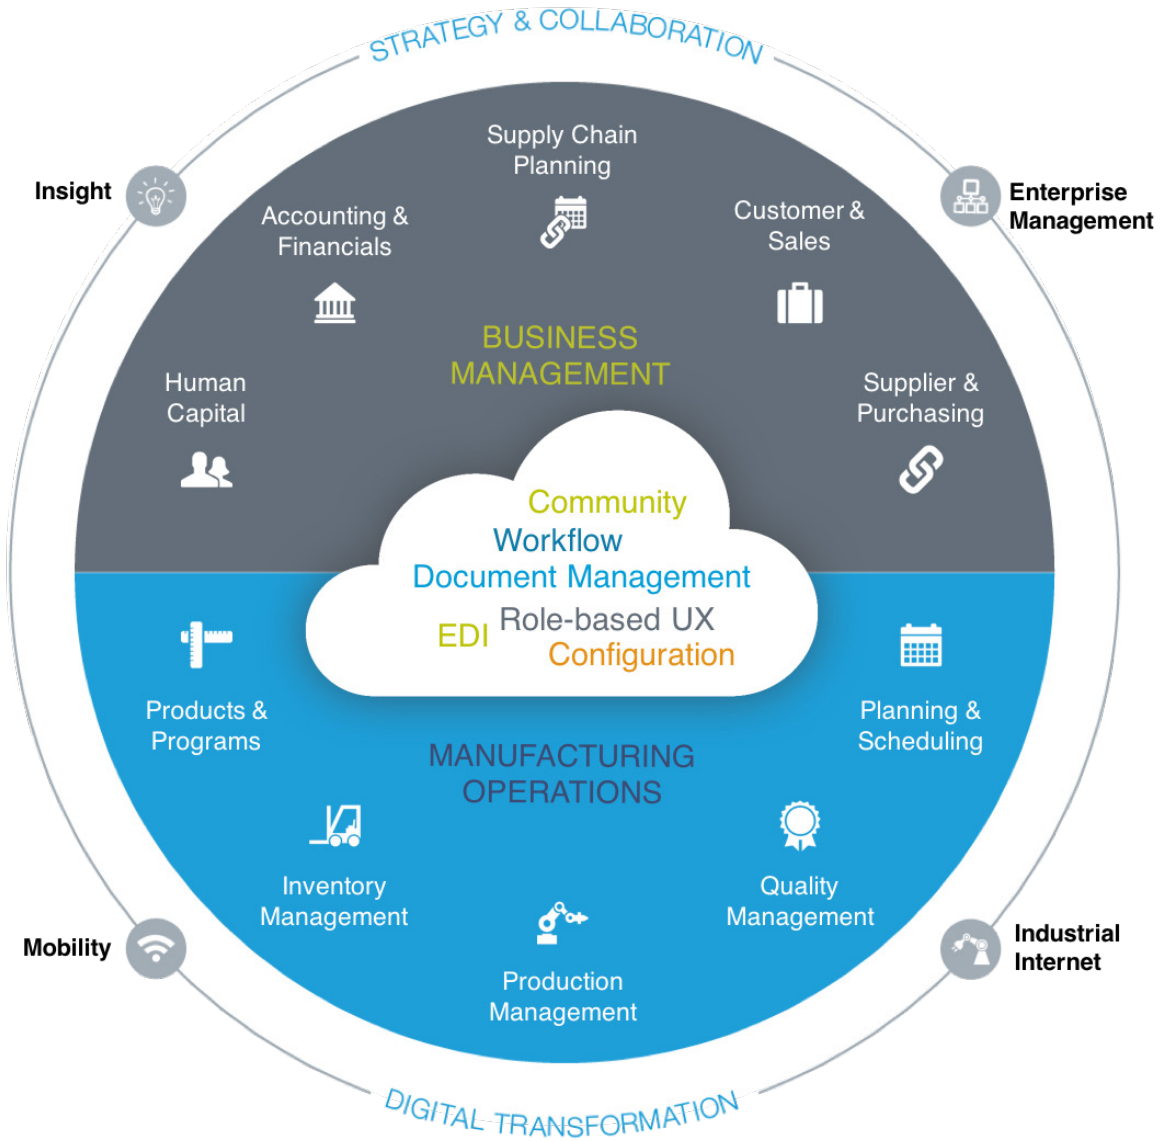 STRATEGY & COLLABORATION
Insight
Enterprise
Management
Supply Chain
Planning
Accounting &
Financials
Customer &
Sales
BUSINESS
MANAGEMENT
Human
Capital
Supplier &
Purchasing
Community
Workflow
Document Management
Role-based UX
EDI
Configuration
Products &
Programs
Planning &
Scheduling
MANUFACTURING
OPERATIONS
Inventory
Management
Quality
Management
Production
Management
Mobility
Industrial
Internet
DIGITAL TRANSFORMATION